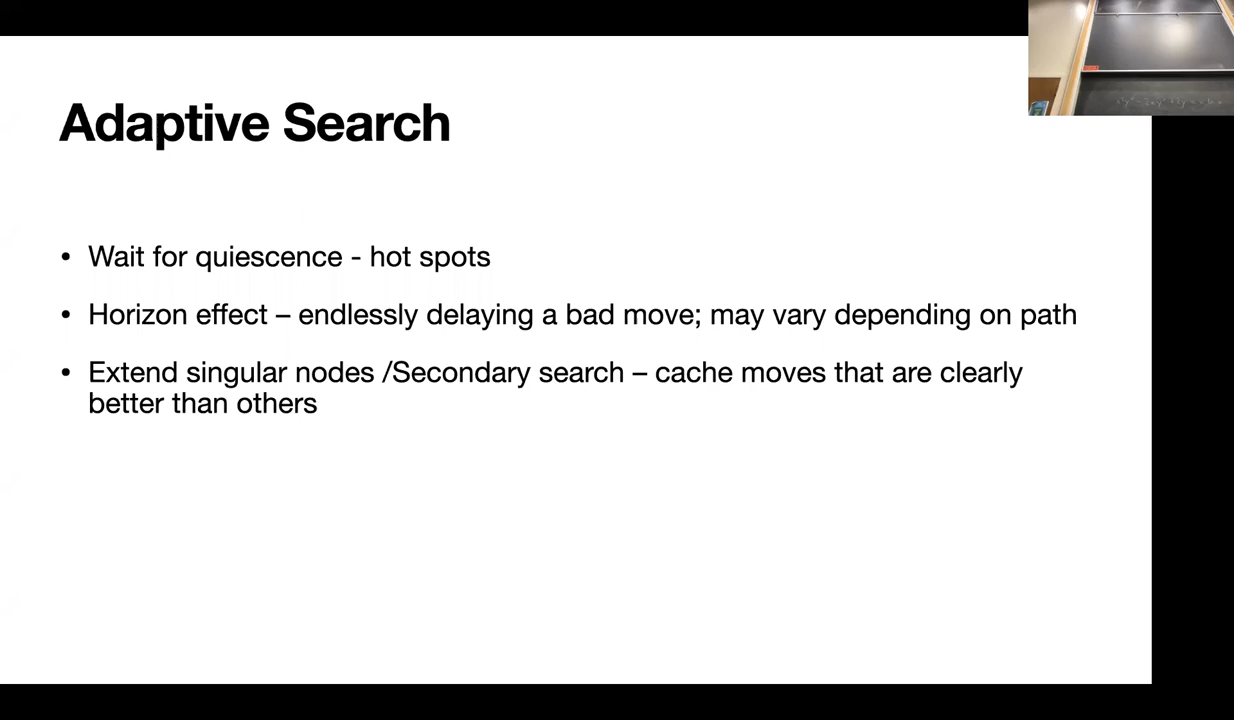 Adaptive Search
• Wait for quiescence - hot spots
• Horizon effect – endlessly delaying a bad move; may vary depending on path
• Extend singular nodes /Secondary search – cache moves that are clearly
better than others